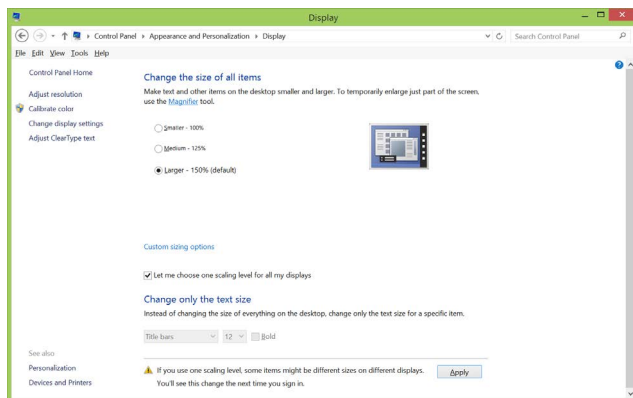 Display
Control Panel Appearance and Personalization Display Search Control Panel
File Edit View Tools Help
Control Panel Home
Adjust resolution
Calibrate color
Change display settings
Adjust ClearType text
Change the size of all items
Make text and other items on the desktop smaller and larger. To temporarily enlarge just part of the screen,
use the Magnifier tool.
Smaller - 100%
Medium - 125%
Larger - 150% (default)
Custom sizing options
Let me choose one scaling level for all my displays
Change only the text size
Instead of changing the size of everything on the desktop, change only the text size for a specific item.
Title bars 12 Bold
See also
Personalization
Devices and Printers
If you use one scaling level, some items might be different sizes on different displays.
You'll see this change the next time you sign in.
Apply